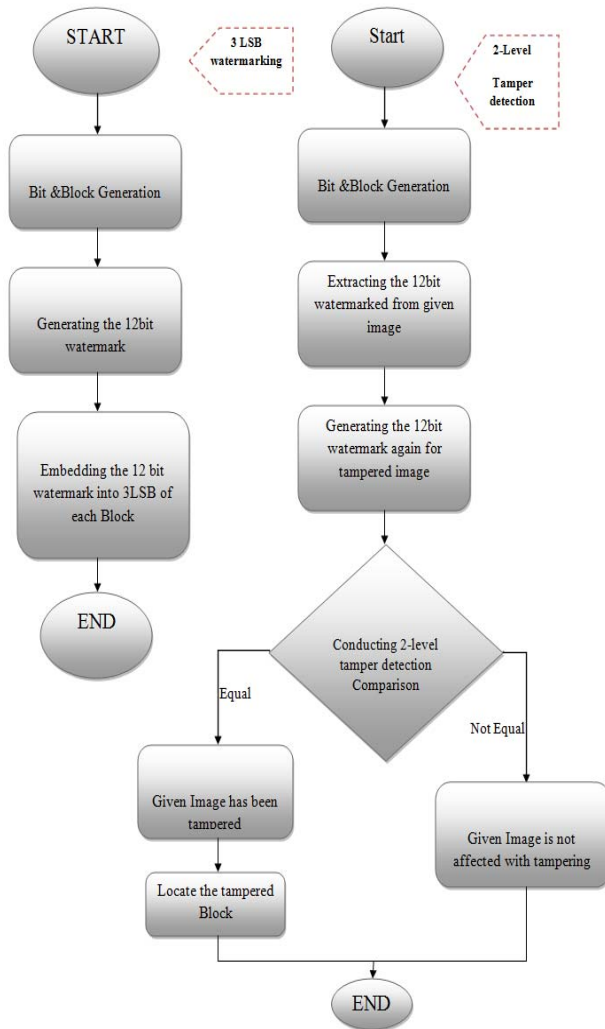 START
3 LSB
watermarking
Bit &Block Generation
Generating the 12bit
watermark
Embedding the 12 bit
watermark into 3LSB of
each Block
END
Start
2-Level
Tamper
detection
Bit &Block Generation
Extracting the 12bit
watermarked from given
image
Generating the 12bit
watermark again for
tampered image
Conducting 2-level
tamper detection
Comparison
Equal
Not Equal
Given Image has been
tampered
Locate the tampered
Block
Given Image is not
affected with tampering
END